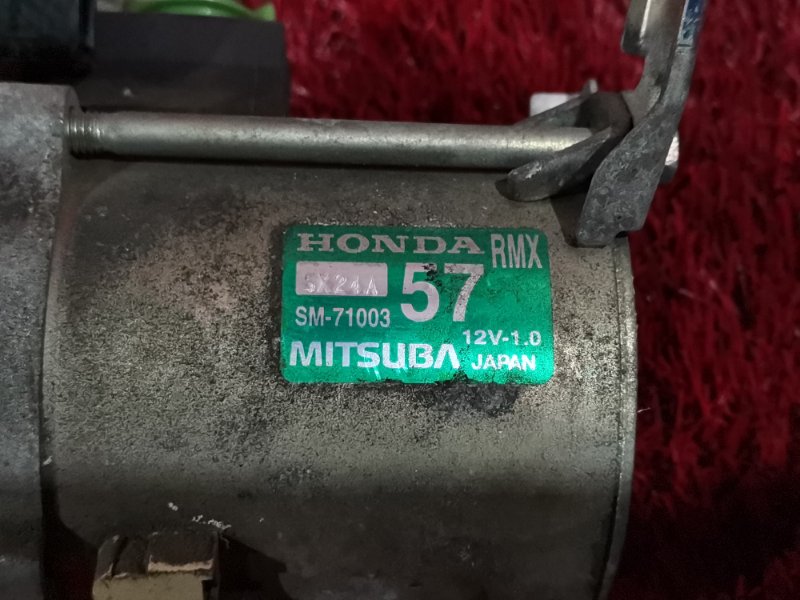 HONDA RMX
SX24A 57
SM-71003
12V-1.0
MITSUBA JAPAN